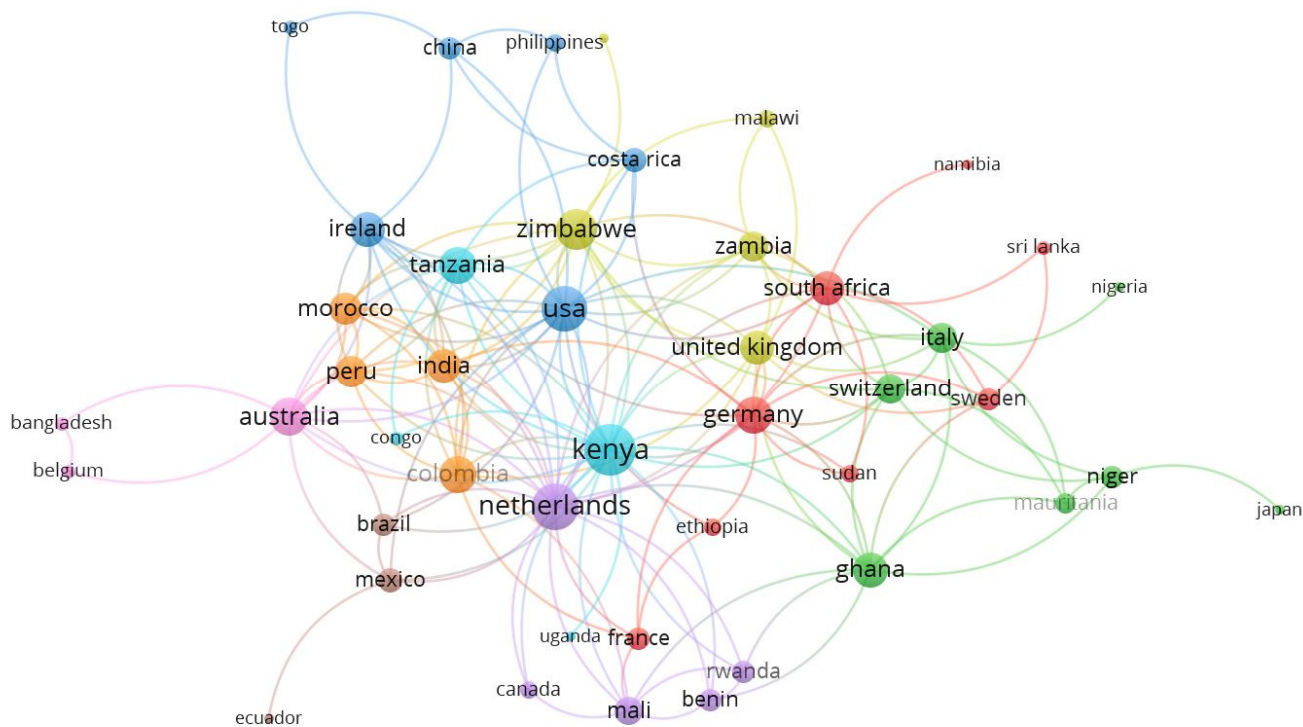 togo
china
philippines
malawi
costa rica
namibia
ireland
zimbabwe
zambia
sri lanka
tanzania
south africa
nigeria
morocco
usa
italy
united kingdom
peru
india
switzerland
sweden
australia
germany
bangladesh
congo
kenya
belgium
colombia
sudan
niger
netherlands
mauritania
japan
brazil
ethiopia
ghana
mexico
uganda
france
rwanda
canada
benin
mali
ecuador